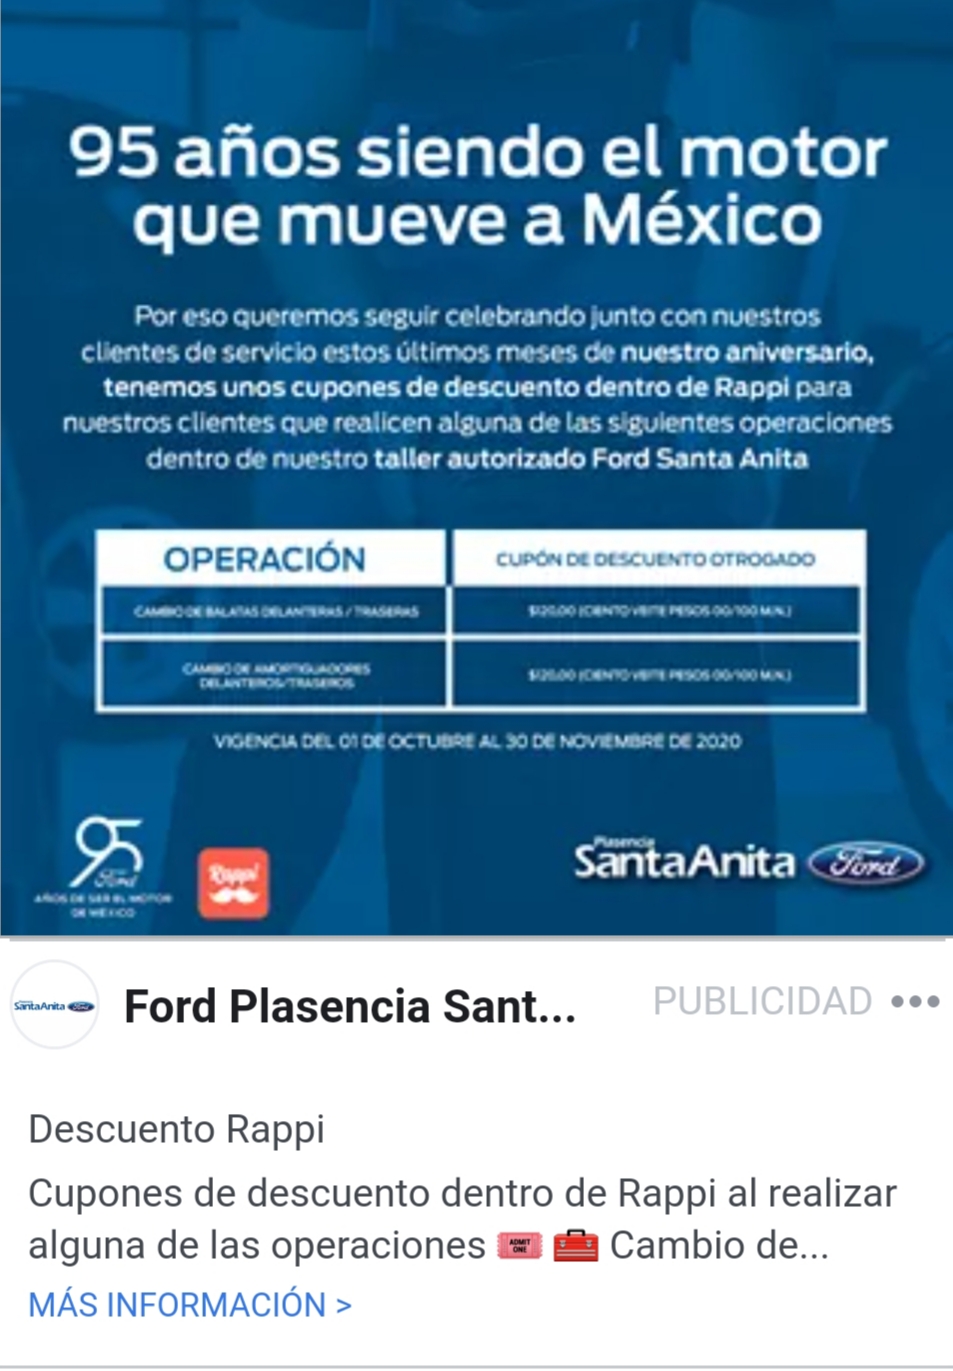 95 años siendo el motor
que mueve a México
Por eso queremos seguir celebrando junto con nuestros
clientes de servicio estos últimos meses de nuestro aniversario,
tenemos unos cupones de descuento dentro de Rappi para
nuestros clientes que realicen alguna de las siguientes operaciones
dentro de nuestro taller autorizado Ford Santa Anita
OPERACIÓN
CUPÓN DE DESCUENTO OTROGADO
CAMBIO DE BALATAS DELANTERAS / TRASERAS
$120.00 (CIENTO VEITE PESOS 00/100 M.N.)
CAMBIO DE AMORTIGUADORES
DELANTEROS/TRASEROS
$120.00 (CIENTO VEITE PESOS 00/100 M.N.)
VIGENCIA DEL 01 DE OCTUBRE AL 30 DE NOVIEMBRE DE 2020
95
Ford
AÑOS DE SER EL MOTOR
DE MÉXICO
Rappi
Plasencia
SantaAnita Ford
SantaAnita Ford
Ford Plasencia Sant...
PUBLICIDAD
Descuento Rappi
Cupones de descuento dentro de Rappi al realizar
alguna de las operaciones 🎟️ 🧰 Cambio de...
MÁS INFORMACIÓN >